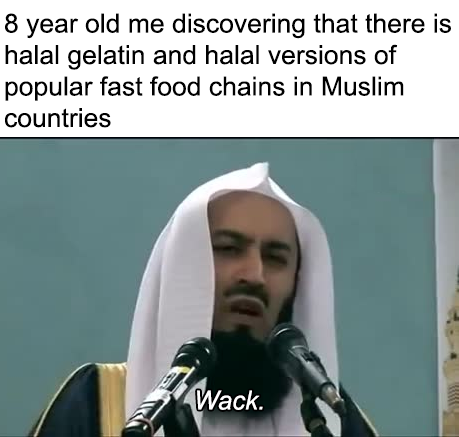 8 year old me discovering that there is
halal gelatin and halal versions of
popular fast food chains in Muslim
countries
Wack.